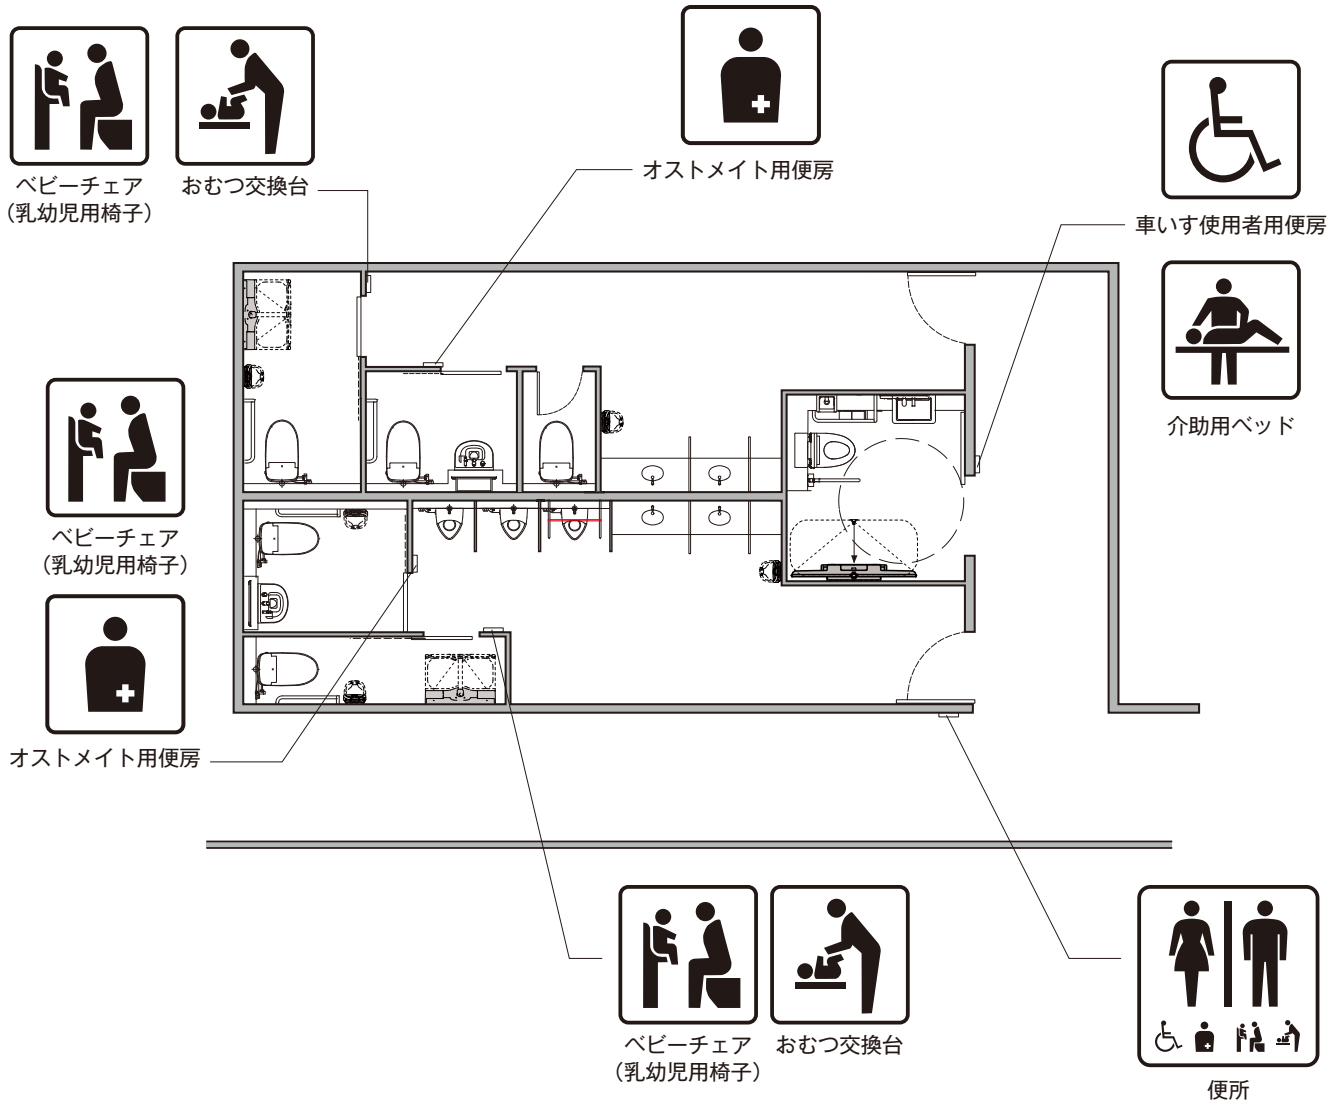 オストメイト用便房
ベビーチェア
（乳幼児用椅子）
おむつ交換台
車いす使用者用便房
介助用ベッド
ベビーチェア
（乳幼児用椅子）
オストメイト用便房
ベビーチェア
（乳幼児用椅子）
おむつ交換台
便所